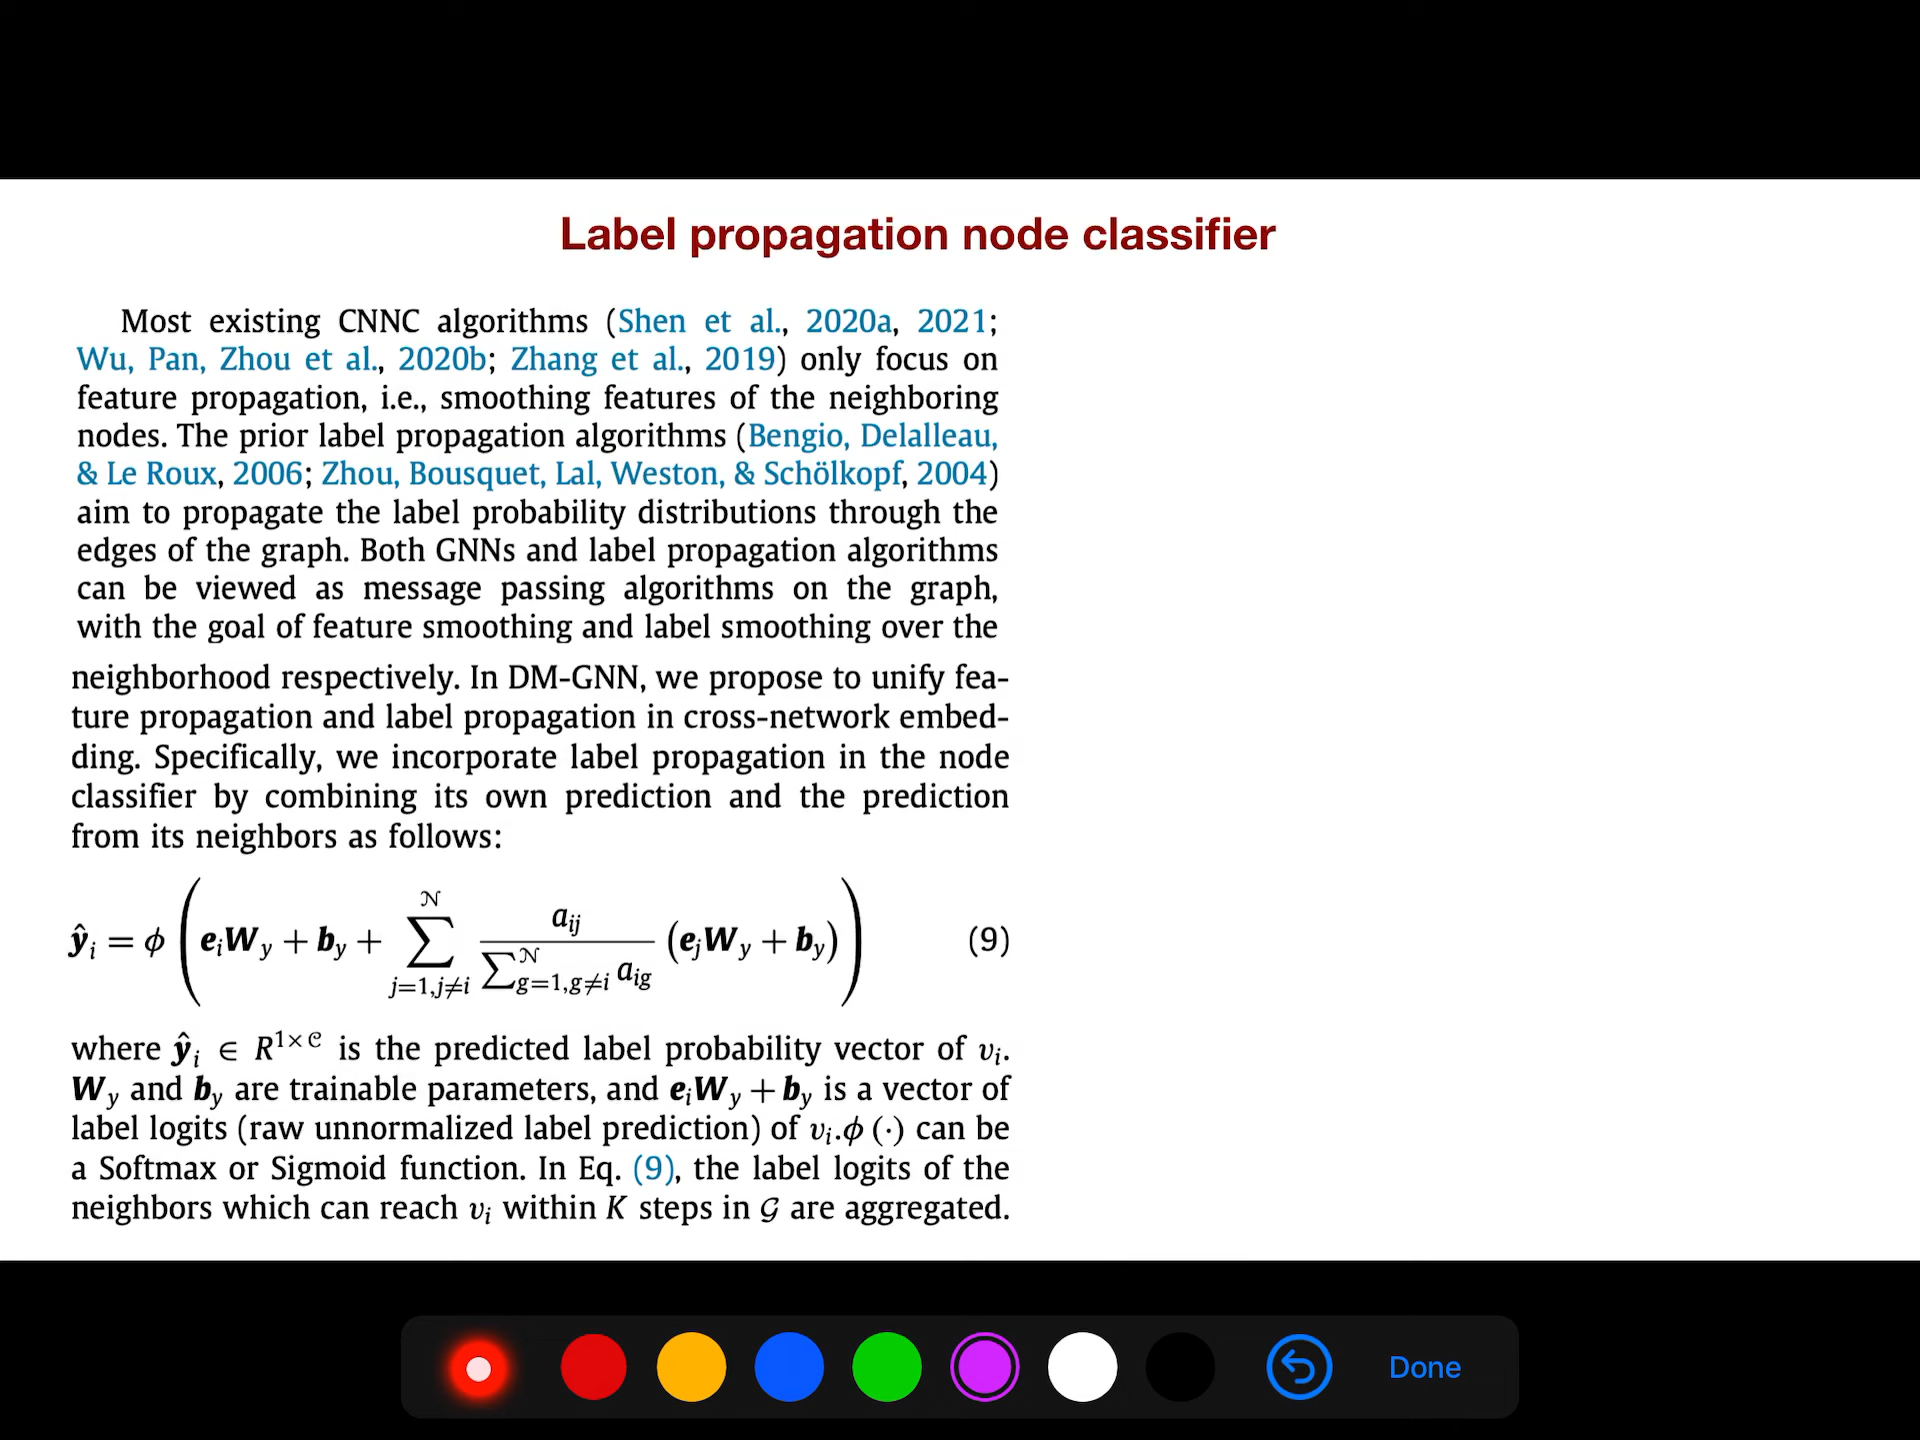 Label propagation node classifier
Most existing CNNC algorithms (Shen et al., 2020a, 2021;
Wu, Pan, Zhou et al., 2020b; Zhang et al., 2019) only focus on
feature propagation, i.e., smoothing features of the neighboring
nodes. The prior label propagation algorithms (Bengio, Delalleau,
& Le Roux, 2006; Zhou, Bousquet, Lal, Weston, & Schölkopf, 2004)
aim to propagate the label probability distributions through the
edges of the graph. Both GNNs and label propagation algorithms
can be viewed as message passing algorithms on the graph,
with the goal of feature smoothing and label smoothing over the
neighborhood respectively. In DM-GNN, we propose to unify fea-
ture propagation and label propagation in cross-network embed-
ding. Specifically, we incorporate label propagation in the node
classifier by combining its own prediction and the prediction
from its neighbors as follows:
ŷ_i = ϕ ( e_i W_y + b_y + ∑_{j=1,j≠i}^{𝒩} a_{ij} / ∑_{g=1,g≠i}^{𝒩} a_{ig} (e_j W_y + b_y) ) (9)
where ŷ_i ∈ R^{1×𝒞} is the predicted label probability vector of v_i.
W_y and b_y are trainable parameters, and e_i W_y + b_y is a vector of
label logits (raw unnormalized label prediction) of v_i.ϕ (·) can be
a Softmax or Sigmoid function. In Eq. (9), the label logits of the
neighbors which can reach v_i within K steps in 𝒢 are aggregated.
Done